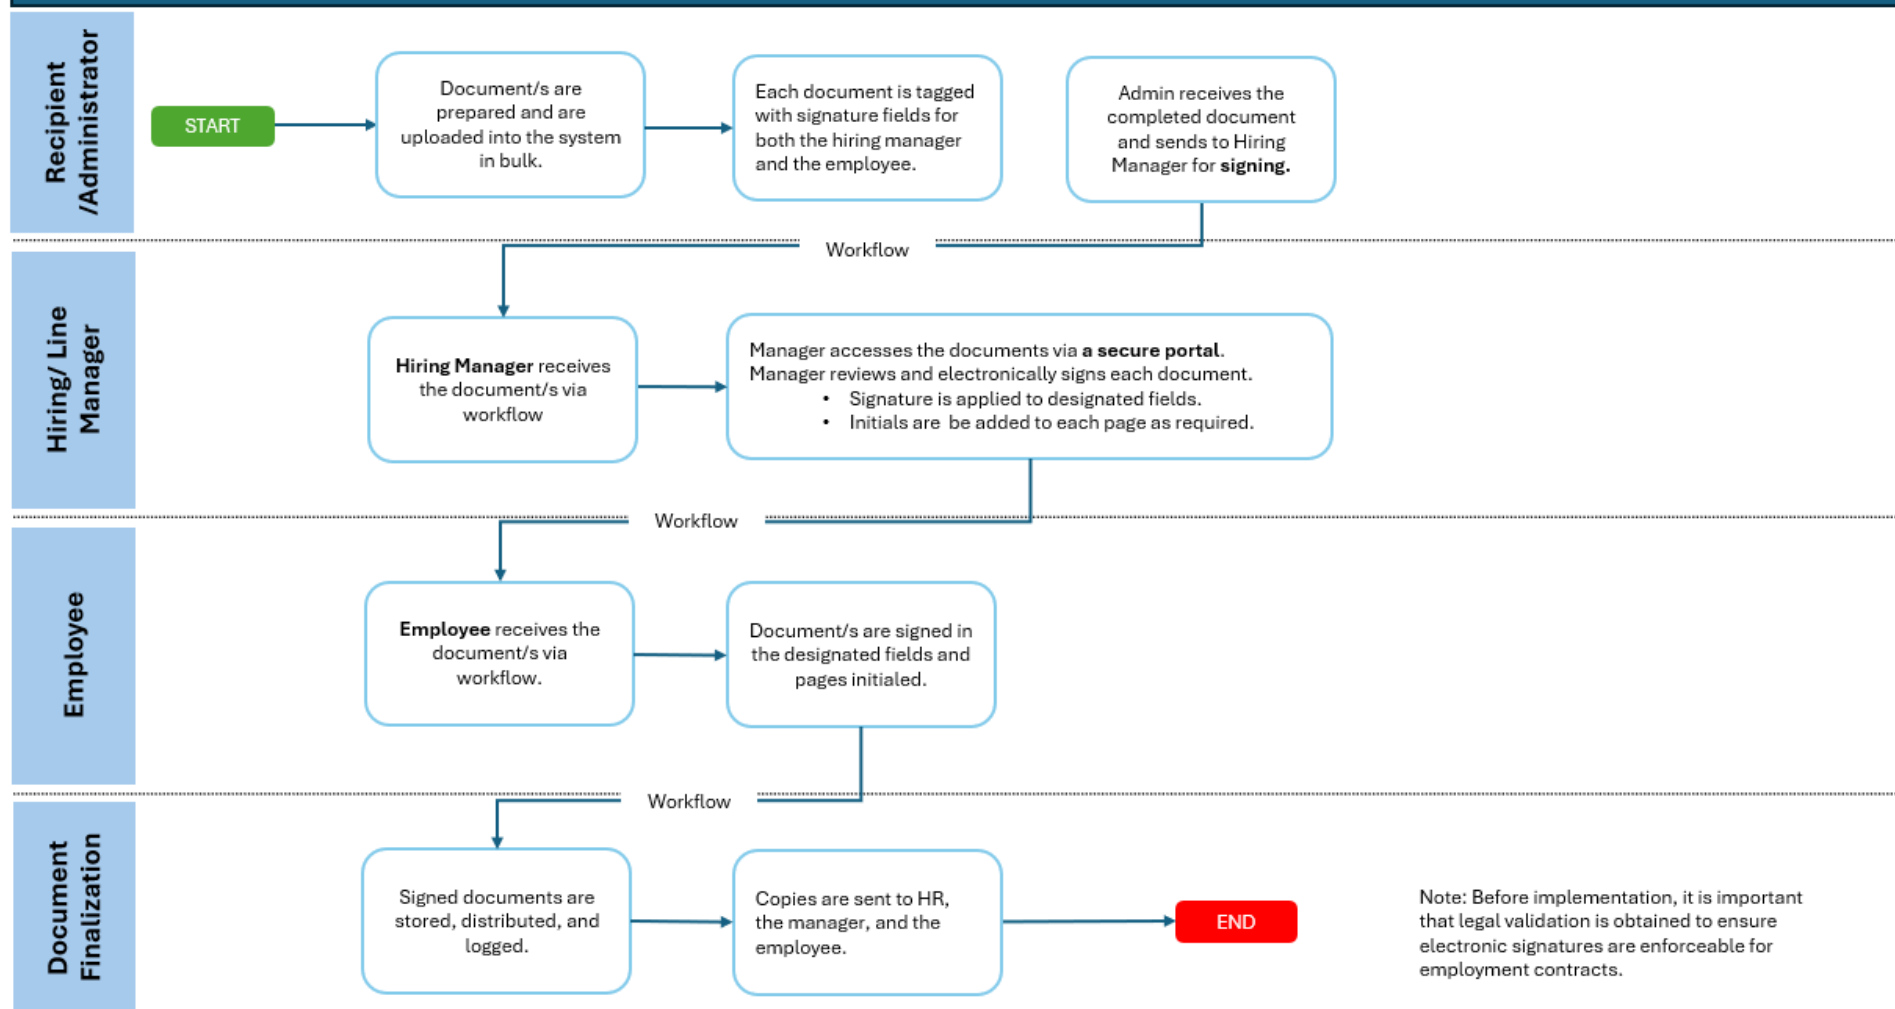 Recipient
/Administrator
START
Document/s are
prepared and are
uploaded into the system
in bulk.
Each document is tagged
with signature fields for
both the hiring manager
and the employee.
Admin receives the
completed document
and sends to Hiring
Manager for signing.
Workflow
Hiring/ Line
Manager
Hiring Manager receives
the document/s via
workflow
Manager accesses the documents via a secure portal.
Manager reviews and electronically signs each document.
• Signature is applied to designated fields.
• Initials are  be added to each page as required.
Workflow
Employee
Employee receives the
document/s via
workflow.
Document/s are signed in
the designated fields and
pages initialed.
Workflow
Document
Finalization
Signed documents are
stored, distributed, and
logged.
Copies are sent to HR,
the manager, and the
employee.
END
Note: Before implementation, it is important
that legal validation is obtained to ensure
electronic signatures are enforceable for
employment contracts.